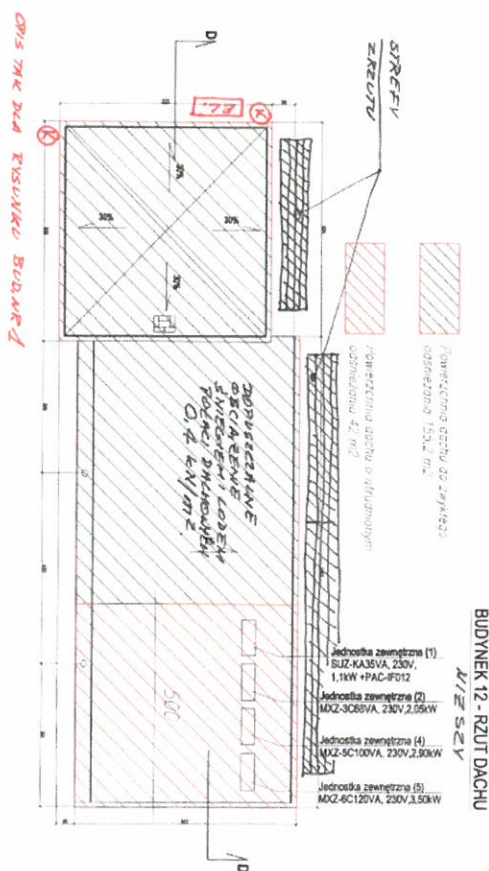 BUDYNEK 12 - RZUT DACHU
NIŻSZY
STREFY
ZRZUTU
Powierzchnia dachu do zwykłego
odśnieżania 155,2 m2
Powierzchnia dachu o utrudnionym
odśnieżaniu 42 m2
Jednostka zewnętrzna (1)
SUZ-KA35VA, 230V,
1,1kW +PAC-IF012
Jednostka zewnętrzna (2)
MXZ-3C68VA, 230V,2,05kW
Jednostka zewnętrzna (4)
MXZ-5C100VA, 230V,2,90kW
Jednostka zewnętrzna (5)
MXZ-6C120VA, 230V,3,50kW
DOPUSZCZALNE
OBCIĄŻENIE
ŚNIEGIEM I LODEM
POŁACI DACHOWEJ
0,4 kN/m2
500
30%
30%
30%
30%
D
D
EL.
K
K
OPIS TAK DLA RYSUNKU BUD.NR 1